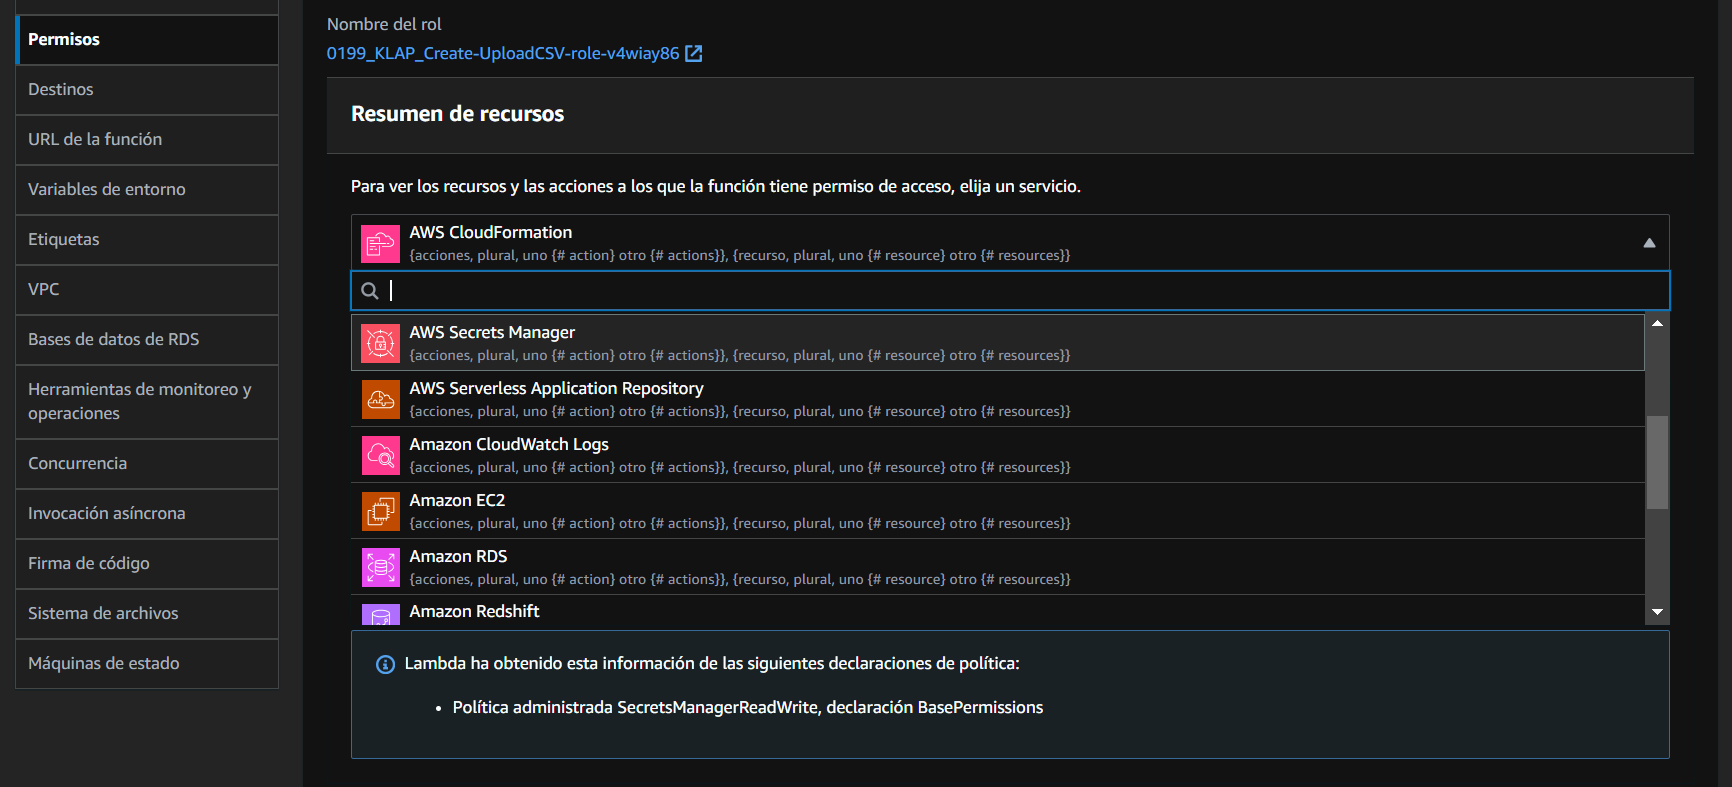 Permisos
Destinos
URL de la función
Variables de entorno
Etiquetas
VPC
Bases de datos de RDS
Herramientas de monitoreo y
operaciones
Concurrencia
Invocación asíncrona
Firma de código
Sistema de archivos
Máquinas de estado
Nombre del rol
0199_KLAP_Create-UploadCSV-role-v4wiay86
Resumen de recursos
Para ver los recursos y las acciones a los que la función tiene permiso de acceso, elija un servicio.
AWS CloudFormation
{acciones, plural, uno {# action} otro {# actions}}, {recurso, plural, uno {# resource} otro {# resources}}
AWS Secrets Manager
{acciones, plural, uno {# action} otro {# actions}}, {recurso, plural, uno {# resource} otro {# resources}}
AWS Serverless Application Repository
{acciones, plural, uno {# action} otro {# actions}}, {recurso, plural, uno {# resource} otro {# resources}}
Amazon CloudWatch Logs
{acciones, plural, uno {# action} otro {# actions}}, {recurso, plural, uno {# resource} otro {# resources}}
Amazon EC2
{acciones, plural, uno {# action} otro {# actions}}, {recurso, plural, uno {# resource} otro {# resources}}
Amazon RDS
{acciones, plural, uno {# action} otro {# actions}}, {recurso, plural, uno {# resource} otro {# resources}}
Amazon Redshift
Lambda ha obtenido esta información de las siguientes declaraciones de política:
• Política administrada SecretsManagerReadWrite, declaración BasePermissions